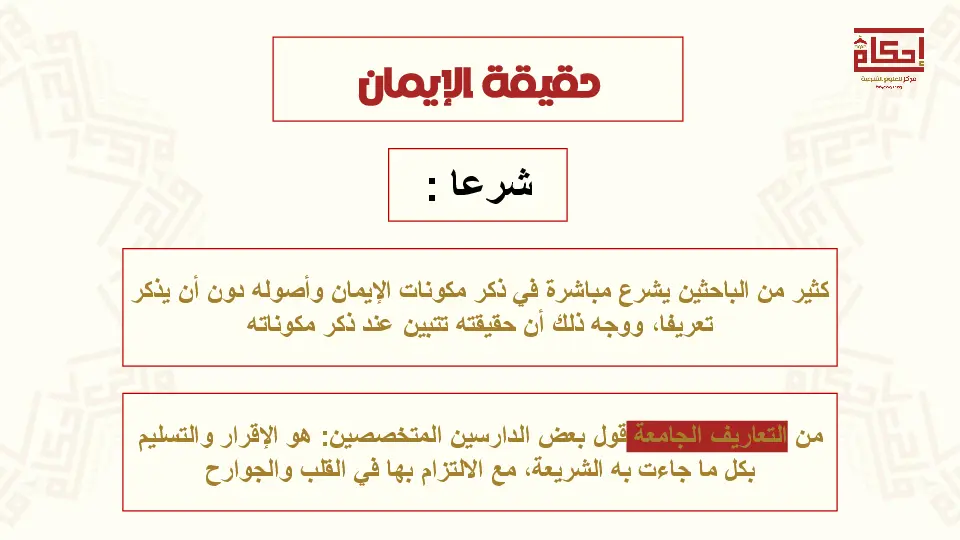 إحكام
مركز للعلوم الشرعية
حقيقة الإيمان
شرعا :
كثير من الباحثين يشرع مباشرة في ذكر مكونات الإيمان وأصوله دون أن يذكر
تعريفا، ووجه ذلك أن حقيقته تتبين عند ذكر مكوناته
من التعاريف الجامعة قول بعض الدارسين المتخصصين: هو الإقرار والتسليم
بكل ما جاءت به الشريعة، مع الالتزام بها في القلب والجوارح